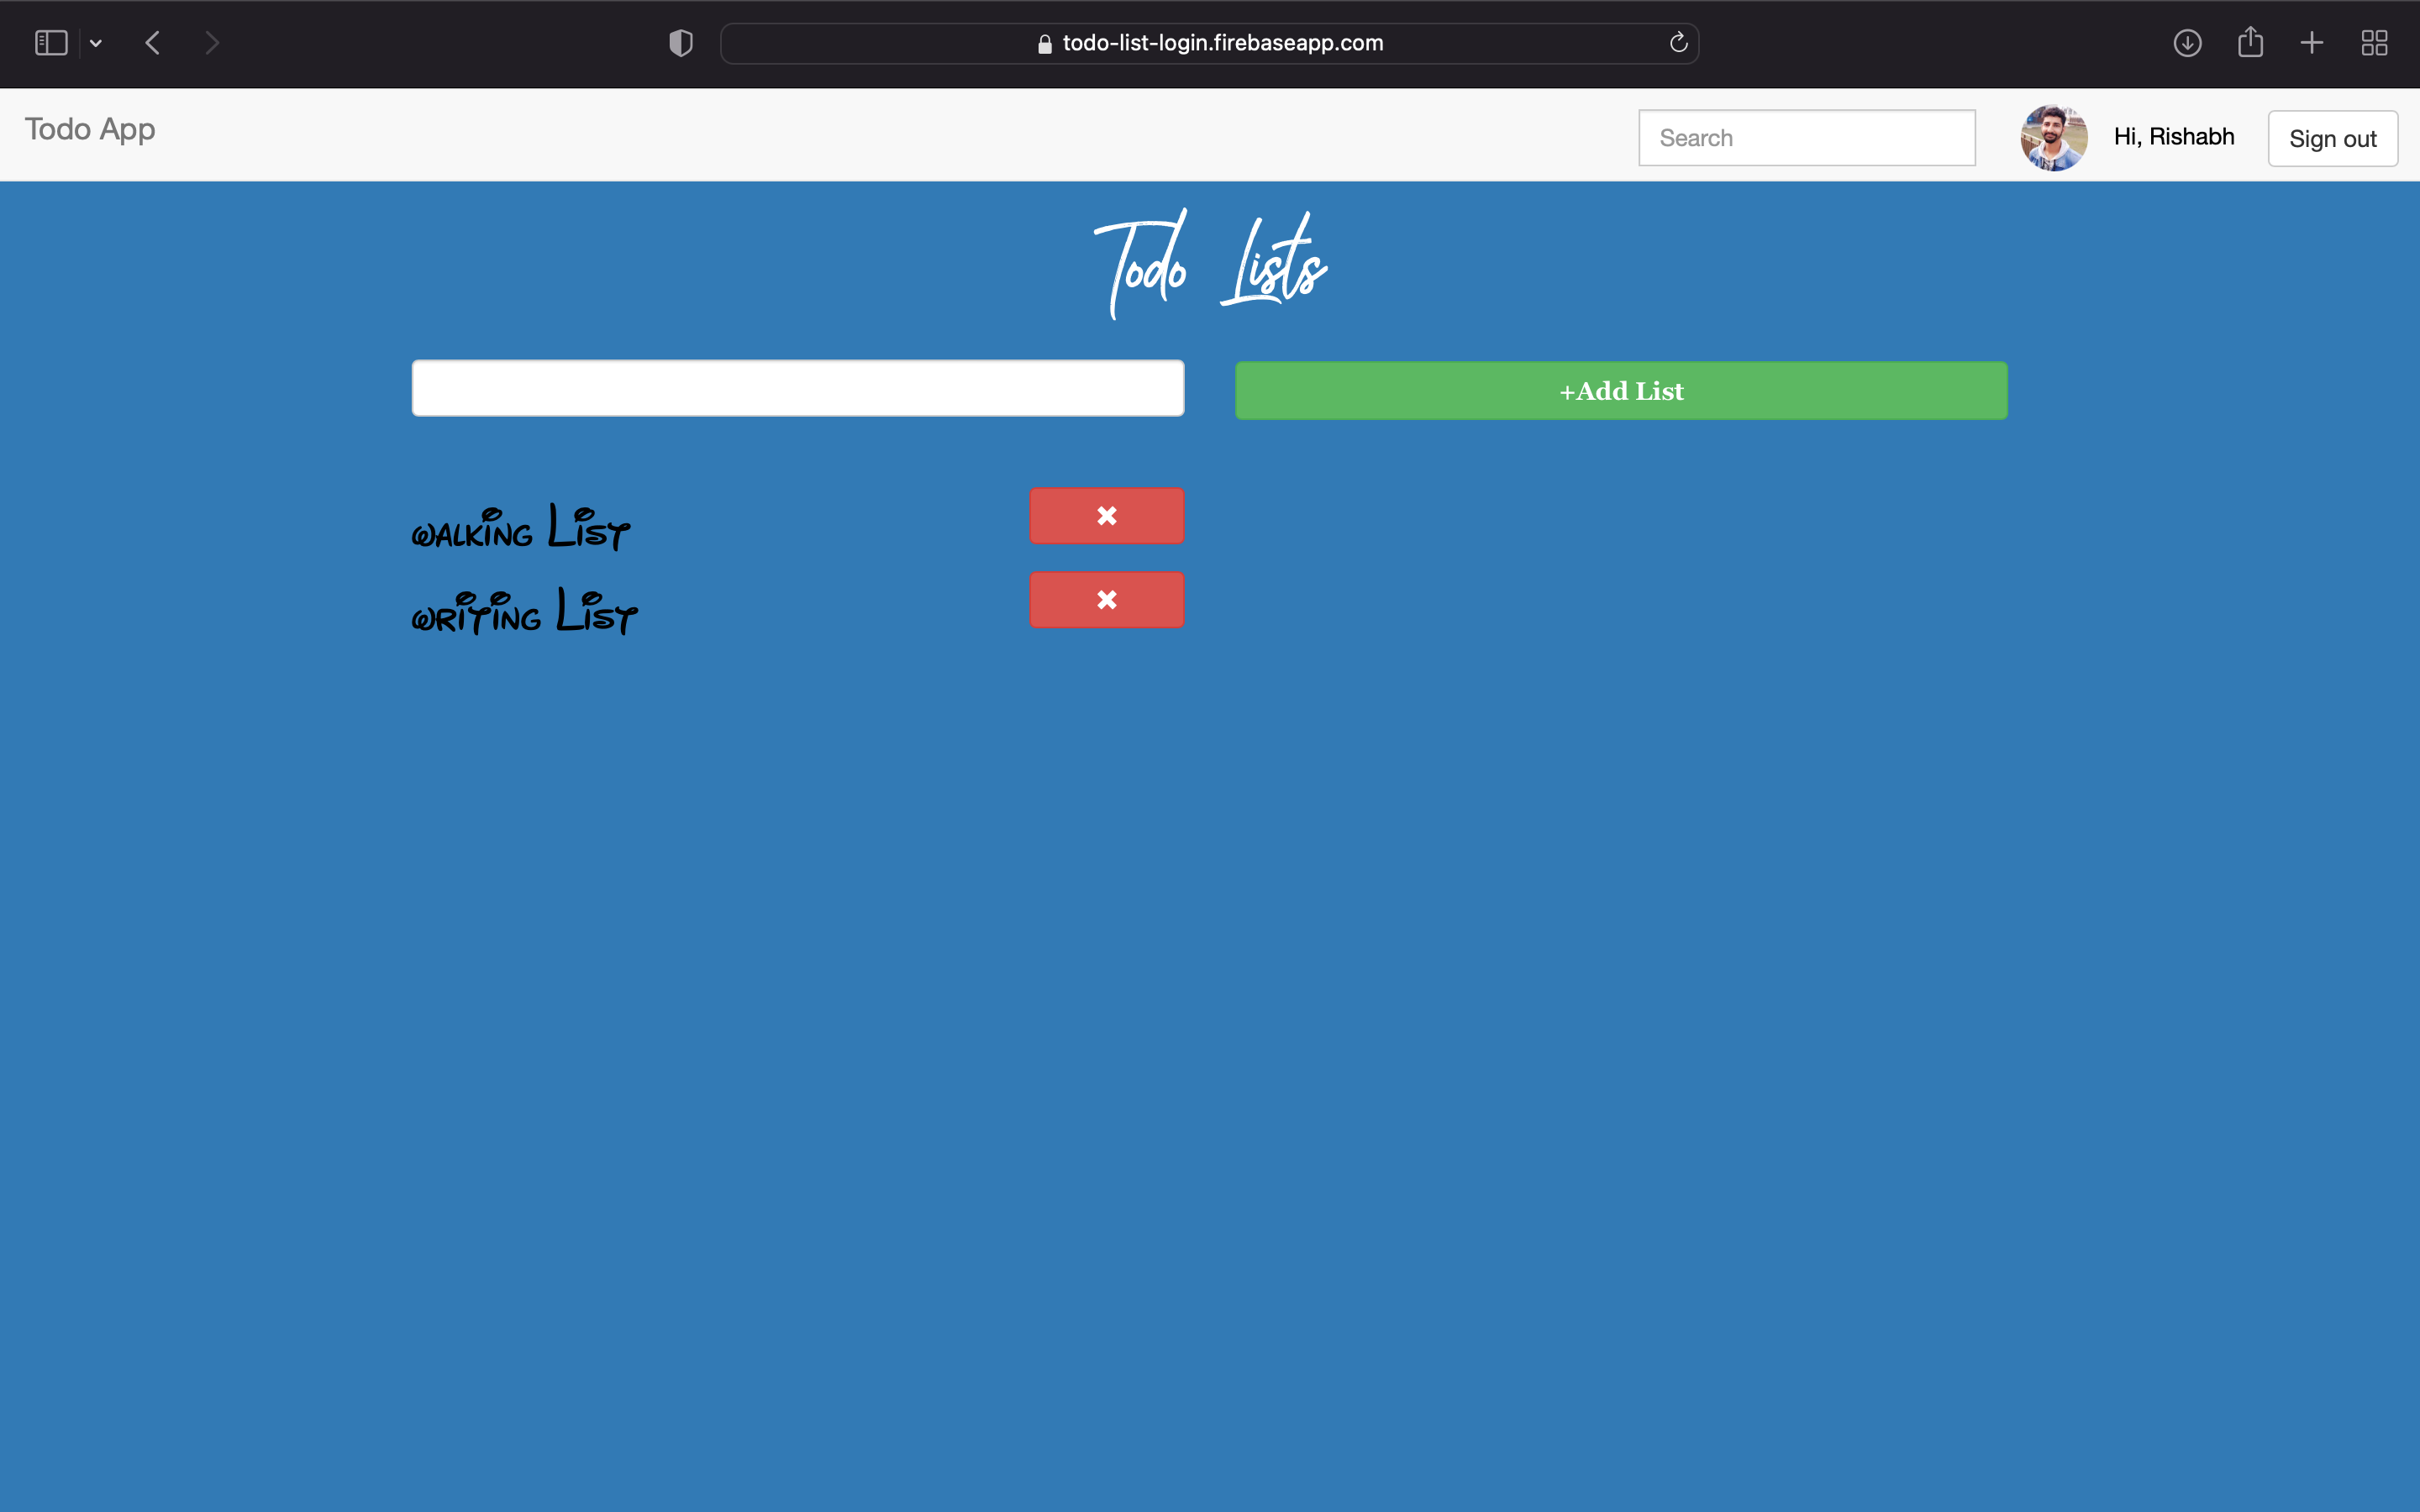 todo-list-login.firebaseapp.com
Todo App
Search
Hi, Rishabh
Sign out
Todo Lists
+Add List
walking List
writing List